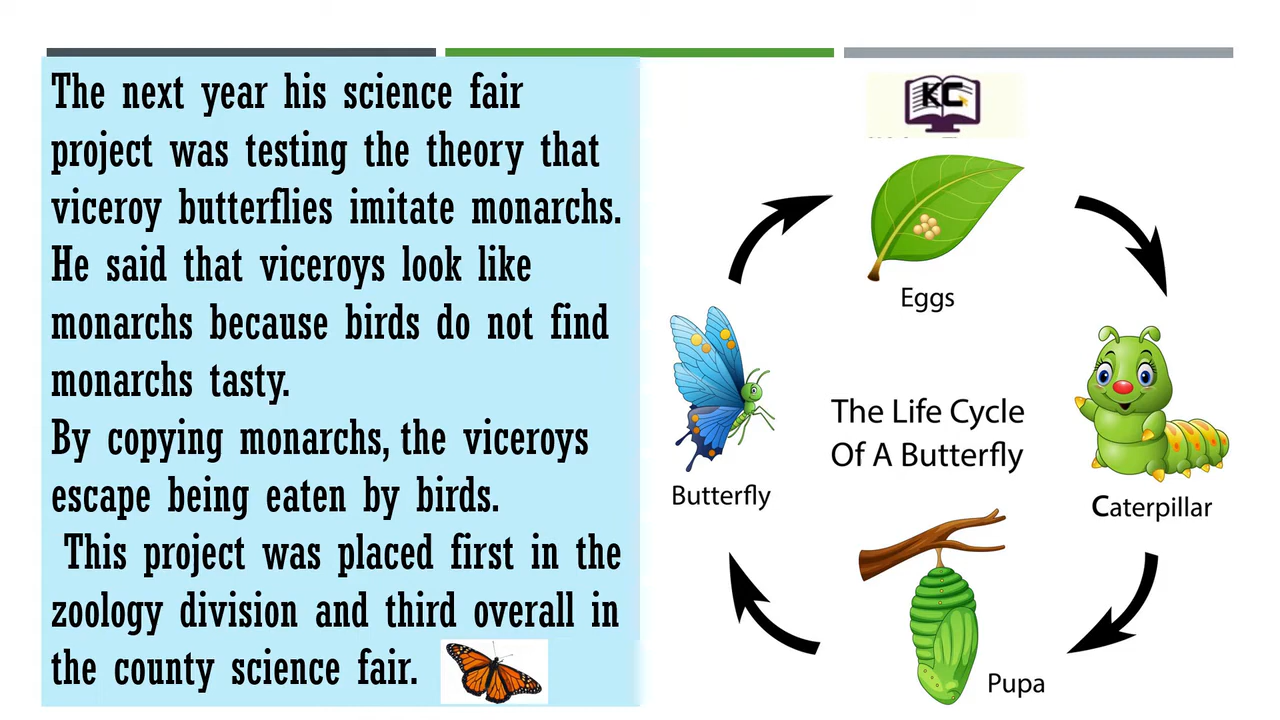 The next year his science fair
project was testing the theory that
viceroy butterflies imitate monarchs.
He said that viceroys look like
monarchs because birds do not find
monarchs tasty.
By copying monarchs, the viceroys
escape being eaten by birds.
This project was placed first in the
zoology division and third overall in
the county science fair.
KC
Eggs
The Life Cycle
Of A Butterfly
Butterfly
Caterpillar
Pupa